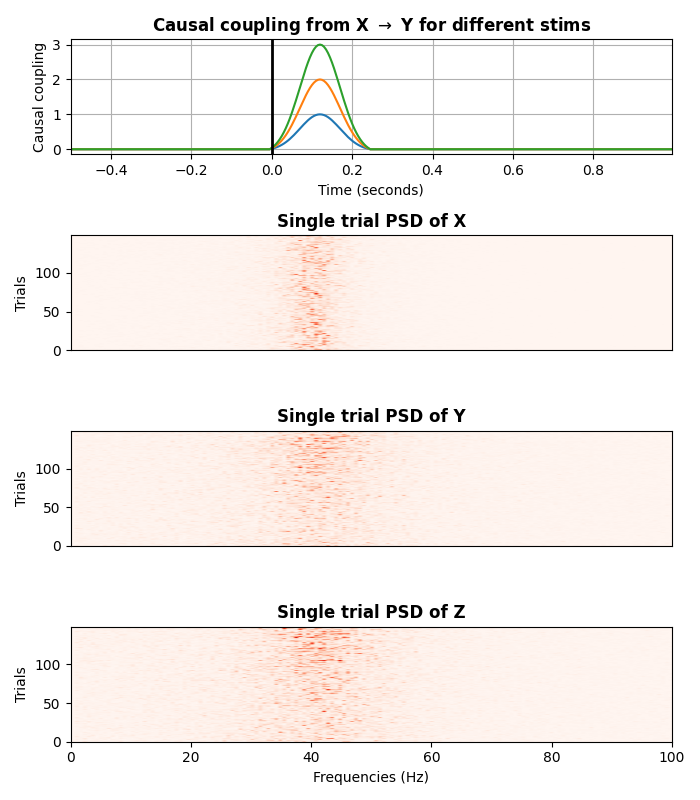 Causal coupling from X → Y for different stims
Causal coupling
3
2
1
0
−0.4 −0.2 0.0 0.2 0.4 0.6 0.8
Time (seconds)
Single trial PSD of X
Trials
100
50
0
Single trial PSD of Y
Trials
100
50
0
Single trial PSD of Z
Trials
100
50
0
0 20 40 60 80 100
Frequencies (Hz)